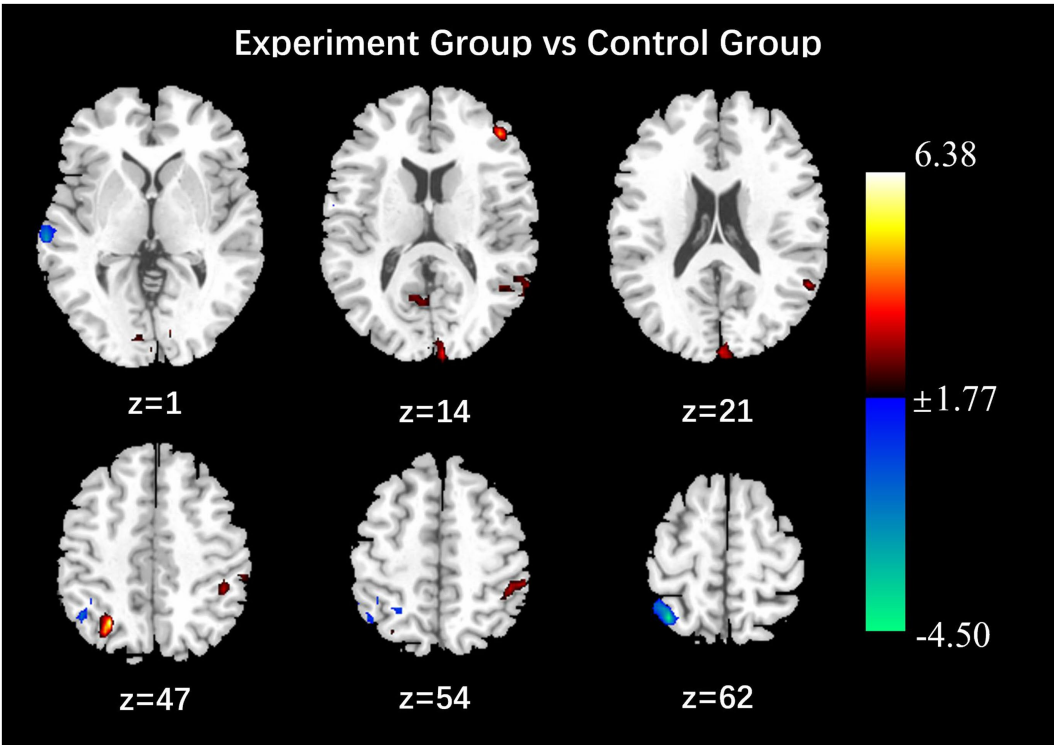 Experiment Group vs Control Group
6.38
±1.77
-4.50
z=1
z=14
z=21
z=47
z=54
z=62